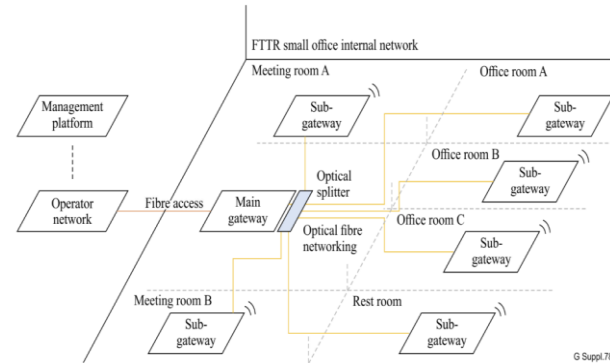 FTTR small office internal network
Meeting room A
Office room A
Sub-
gateway
Sub-
gateway
Management
platform
Office room B
Optical
splitter
Sub-
gateway
Operator
network
Fibre access
Main
gateway
Office room C
Optical fibre
networking
Sub-
gateway
Meeting room B
Rest room
Sub-
gateway
Sub-
gateway